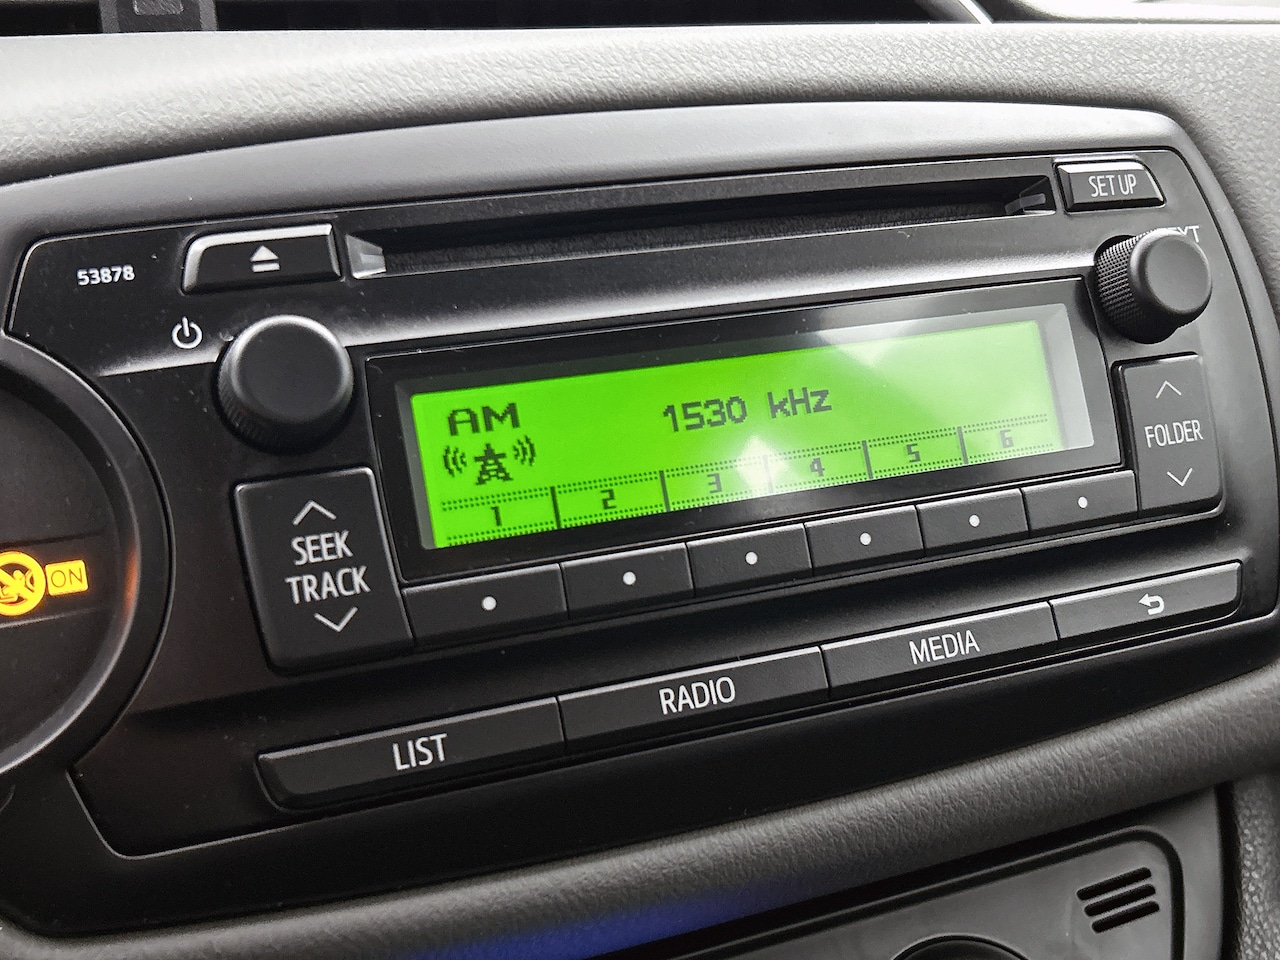 SET UP
53878
AM
1530 kHz
1
2
3
4
5
6
FOLDER
SEEK
TRACK
ON
LIST
RADIO
MEDIA